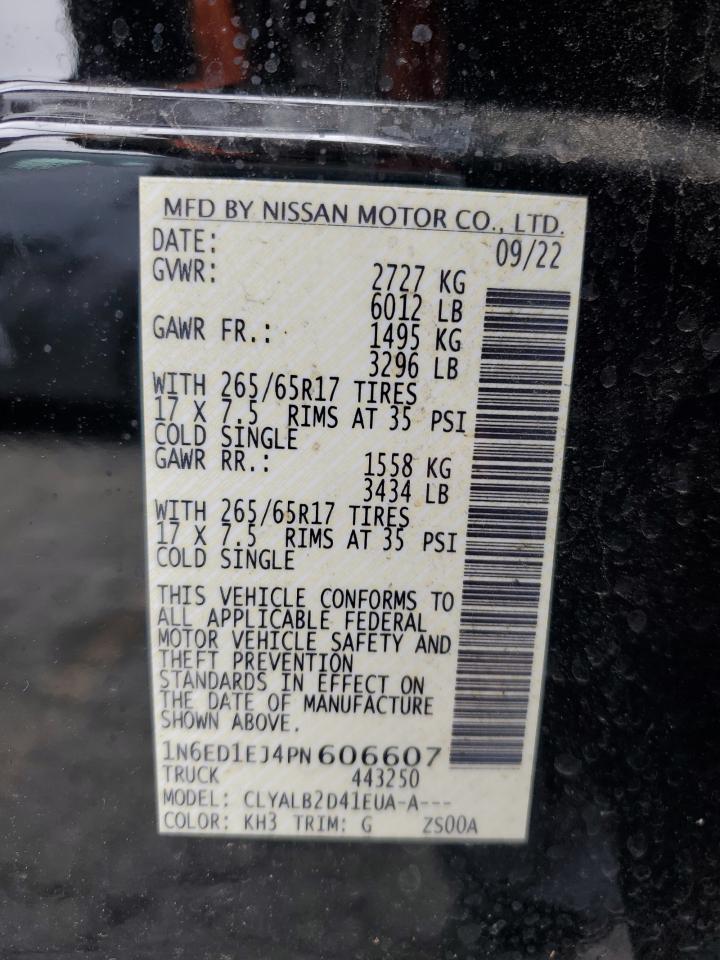 MFD BY NISSAN MOTOR CO., LTD.
DATE: 09/22
GVWR: 2727 KG
6012 LB
GAWR FR.: 1495 KG
3296 LB
WITH 265/65R17 TIRES
17 X 7.5 RIMS AT 35 PSI
COLD SINGLE
GAWR RR.: 1558 KG
3434 LB
WITH 265/65R17 TIRES
17 X 7.5 RIMS AT 35 PSI
COLD SINGLE
THIS VEHICLE CONFORMS TO
ALL APPLICABLE FEDERAL
MOTOR VEHICLE SAFETY AND
THEFT PREVENTION
STANDARDS IN EFFECT ON
THE DATE OF MANUFACTURE
SHOWN ABOVE.
1N6ED1EJ4PN606607
TRUCK 443250
MODEL: CLYALB2D41EUA-A---
COLOR: KH3 TRIM: G ZS00A